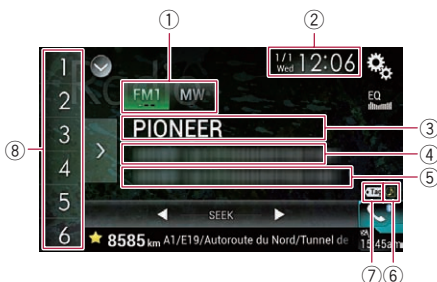 ① ②
1 1/1 Wed 12:06
2 FM1 MW EQ
3 PIONEER ③
④
⑧ 4 ⑤
5 SEEK
6 8585 km A1/E19/Autoroute du Nord/Tunnel de
⑦ ⑥